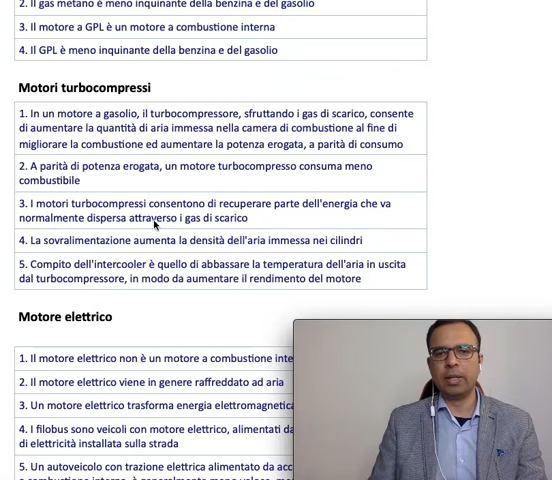 2. Il gas metano è meno inquinante della benzina e del gasolio
3. Il motore a GPL è un motore a combustione interna
4. Il GPL è meno inquinante della benzina e del gasolio
Motori turbocompressi
1. In un motore a gasolio, il turbocompressore, sfruttando i gas di scarico, consente
di aumentare la quantità di aria immessa nella camera di combustione al fine di
migliorare la combustione ed aumentare la potenza erogata, a parità di consumo
2. A parità di potenza erogata, un motore turbocompresso consuma meno
combustibile
3. I motori turbocompressi consentono di recuperare parte dell'energia che va
normalmente dispersa attraverso i gas di scarico
4. La sovralimentazione aumenta la densità dell'aria immessa nei cilindri
5. Compito dell'intercooler è quello di abbassare la temperatura dell'aria in uscita
dal turbocompressore, in modo da aumentare il rendimento del motore
Motore elettrico
1. Il motore elettrico non è un motore a combustione inte
2. Il motore elettrico viene in genere raffreddato ad aria
3. Un motore elettrico trasforma energia elettromagnetica
4. I filobus sono veicoli con motore elettrico, alimentati da
di elettricità installata sulla strada
5. Un autoveicolo con trazione elettrica alimentato da acc